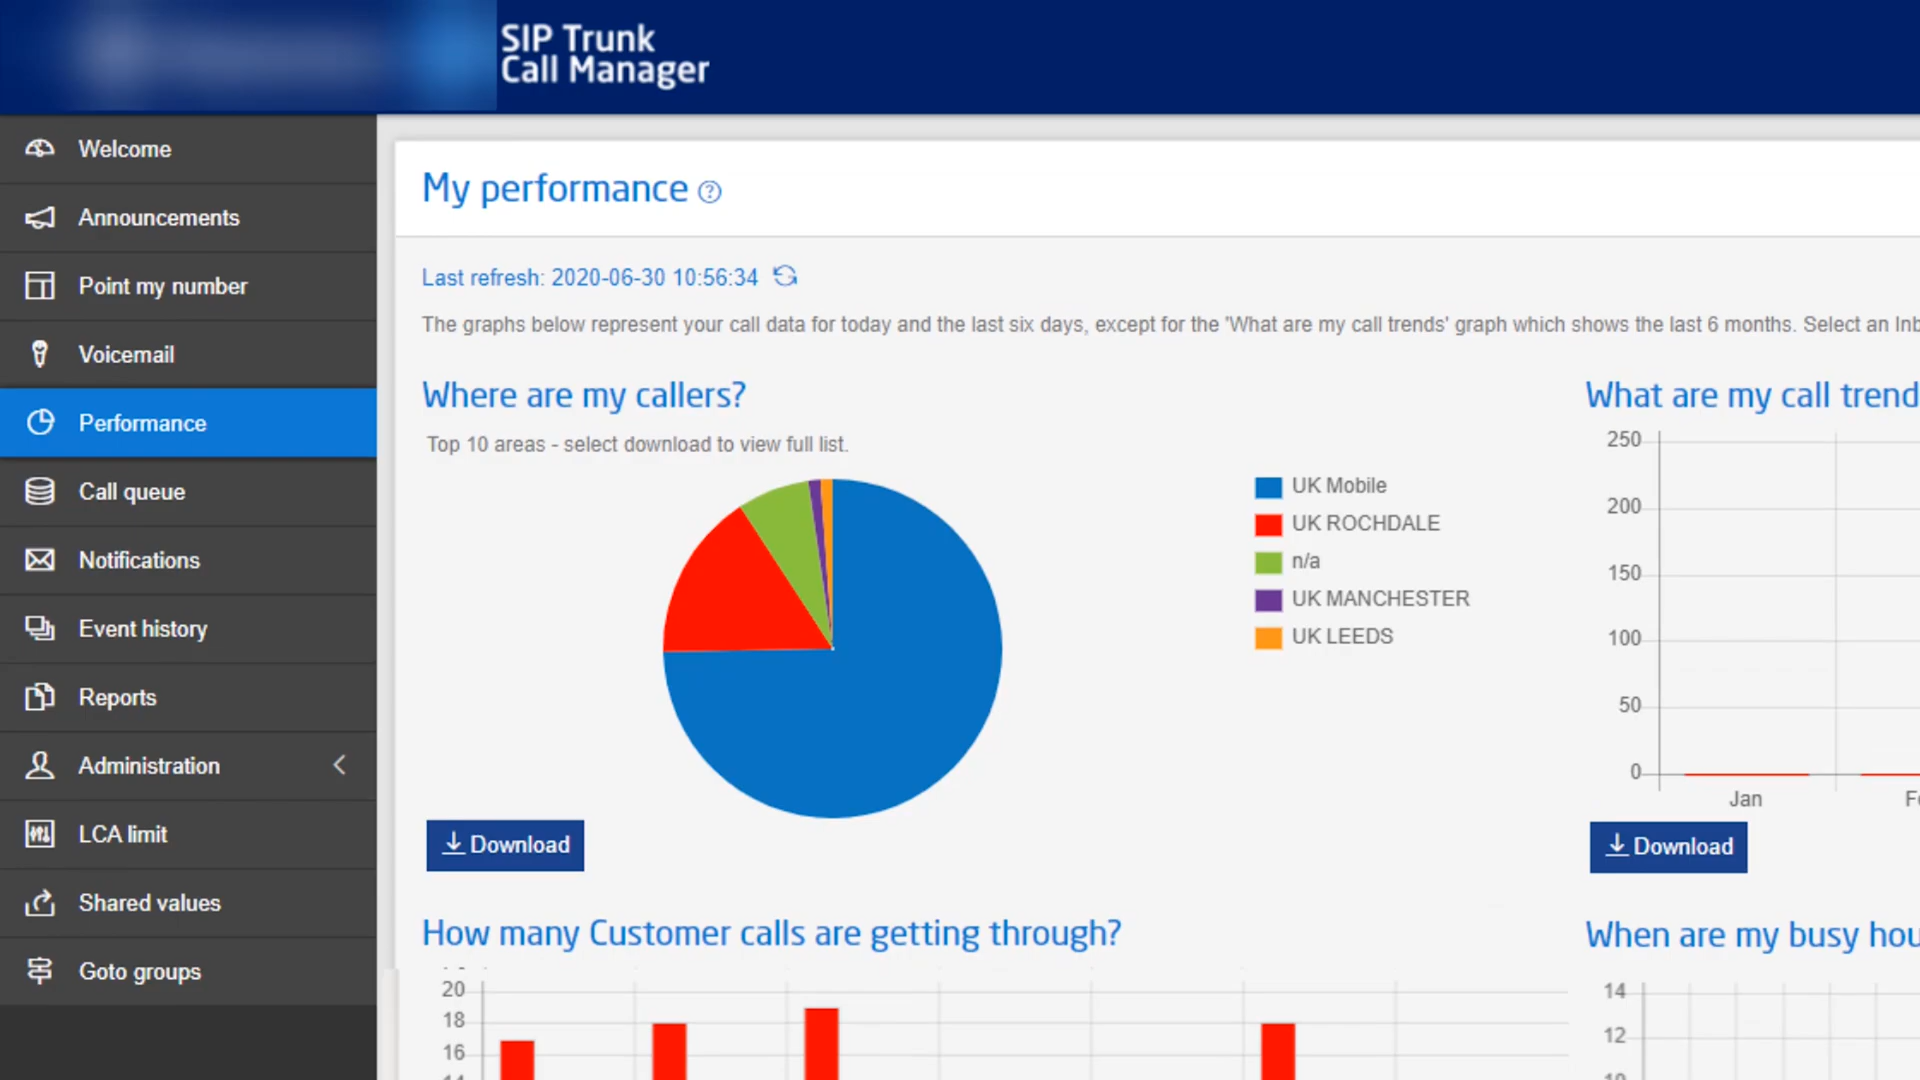 SIP Trunk
Call Manager
Welcome
Announcements
Point my number
Voicemail
Performance
Call queue
Notifications
Event history
Reports
Administration
LCA limit
Shared values
Goto groups
My performance
Last refresh: 2020-06-30 10:56:34
The graphs below represent your call data for today and the last six days, except for the 'What are my call trends' graph which shows the last 6 months. Select an Inb
Where are my callers?
Top 10 areas - select download to view full list.
UK Mobile
UK ROCHDALE
n/a
UK MANCHESTER
UK LEEDS
Download
What are my call trend
250
200
150
100
50
0
Jan
Fe
Download
How many Customer calls are getting through?
20
18
16
14
When are my busy hou
14
12
10